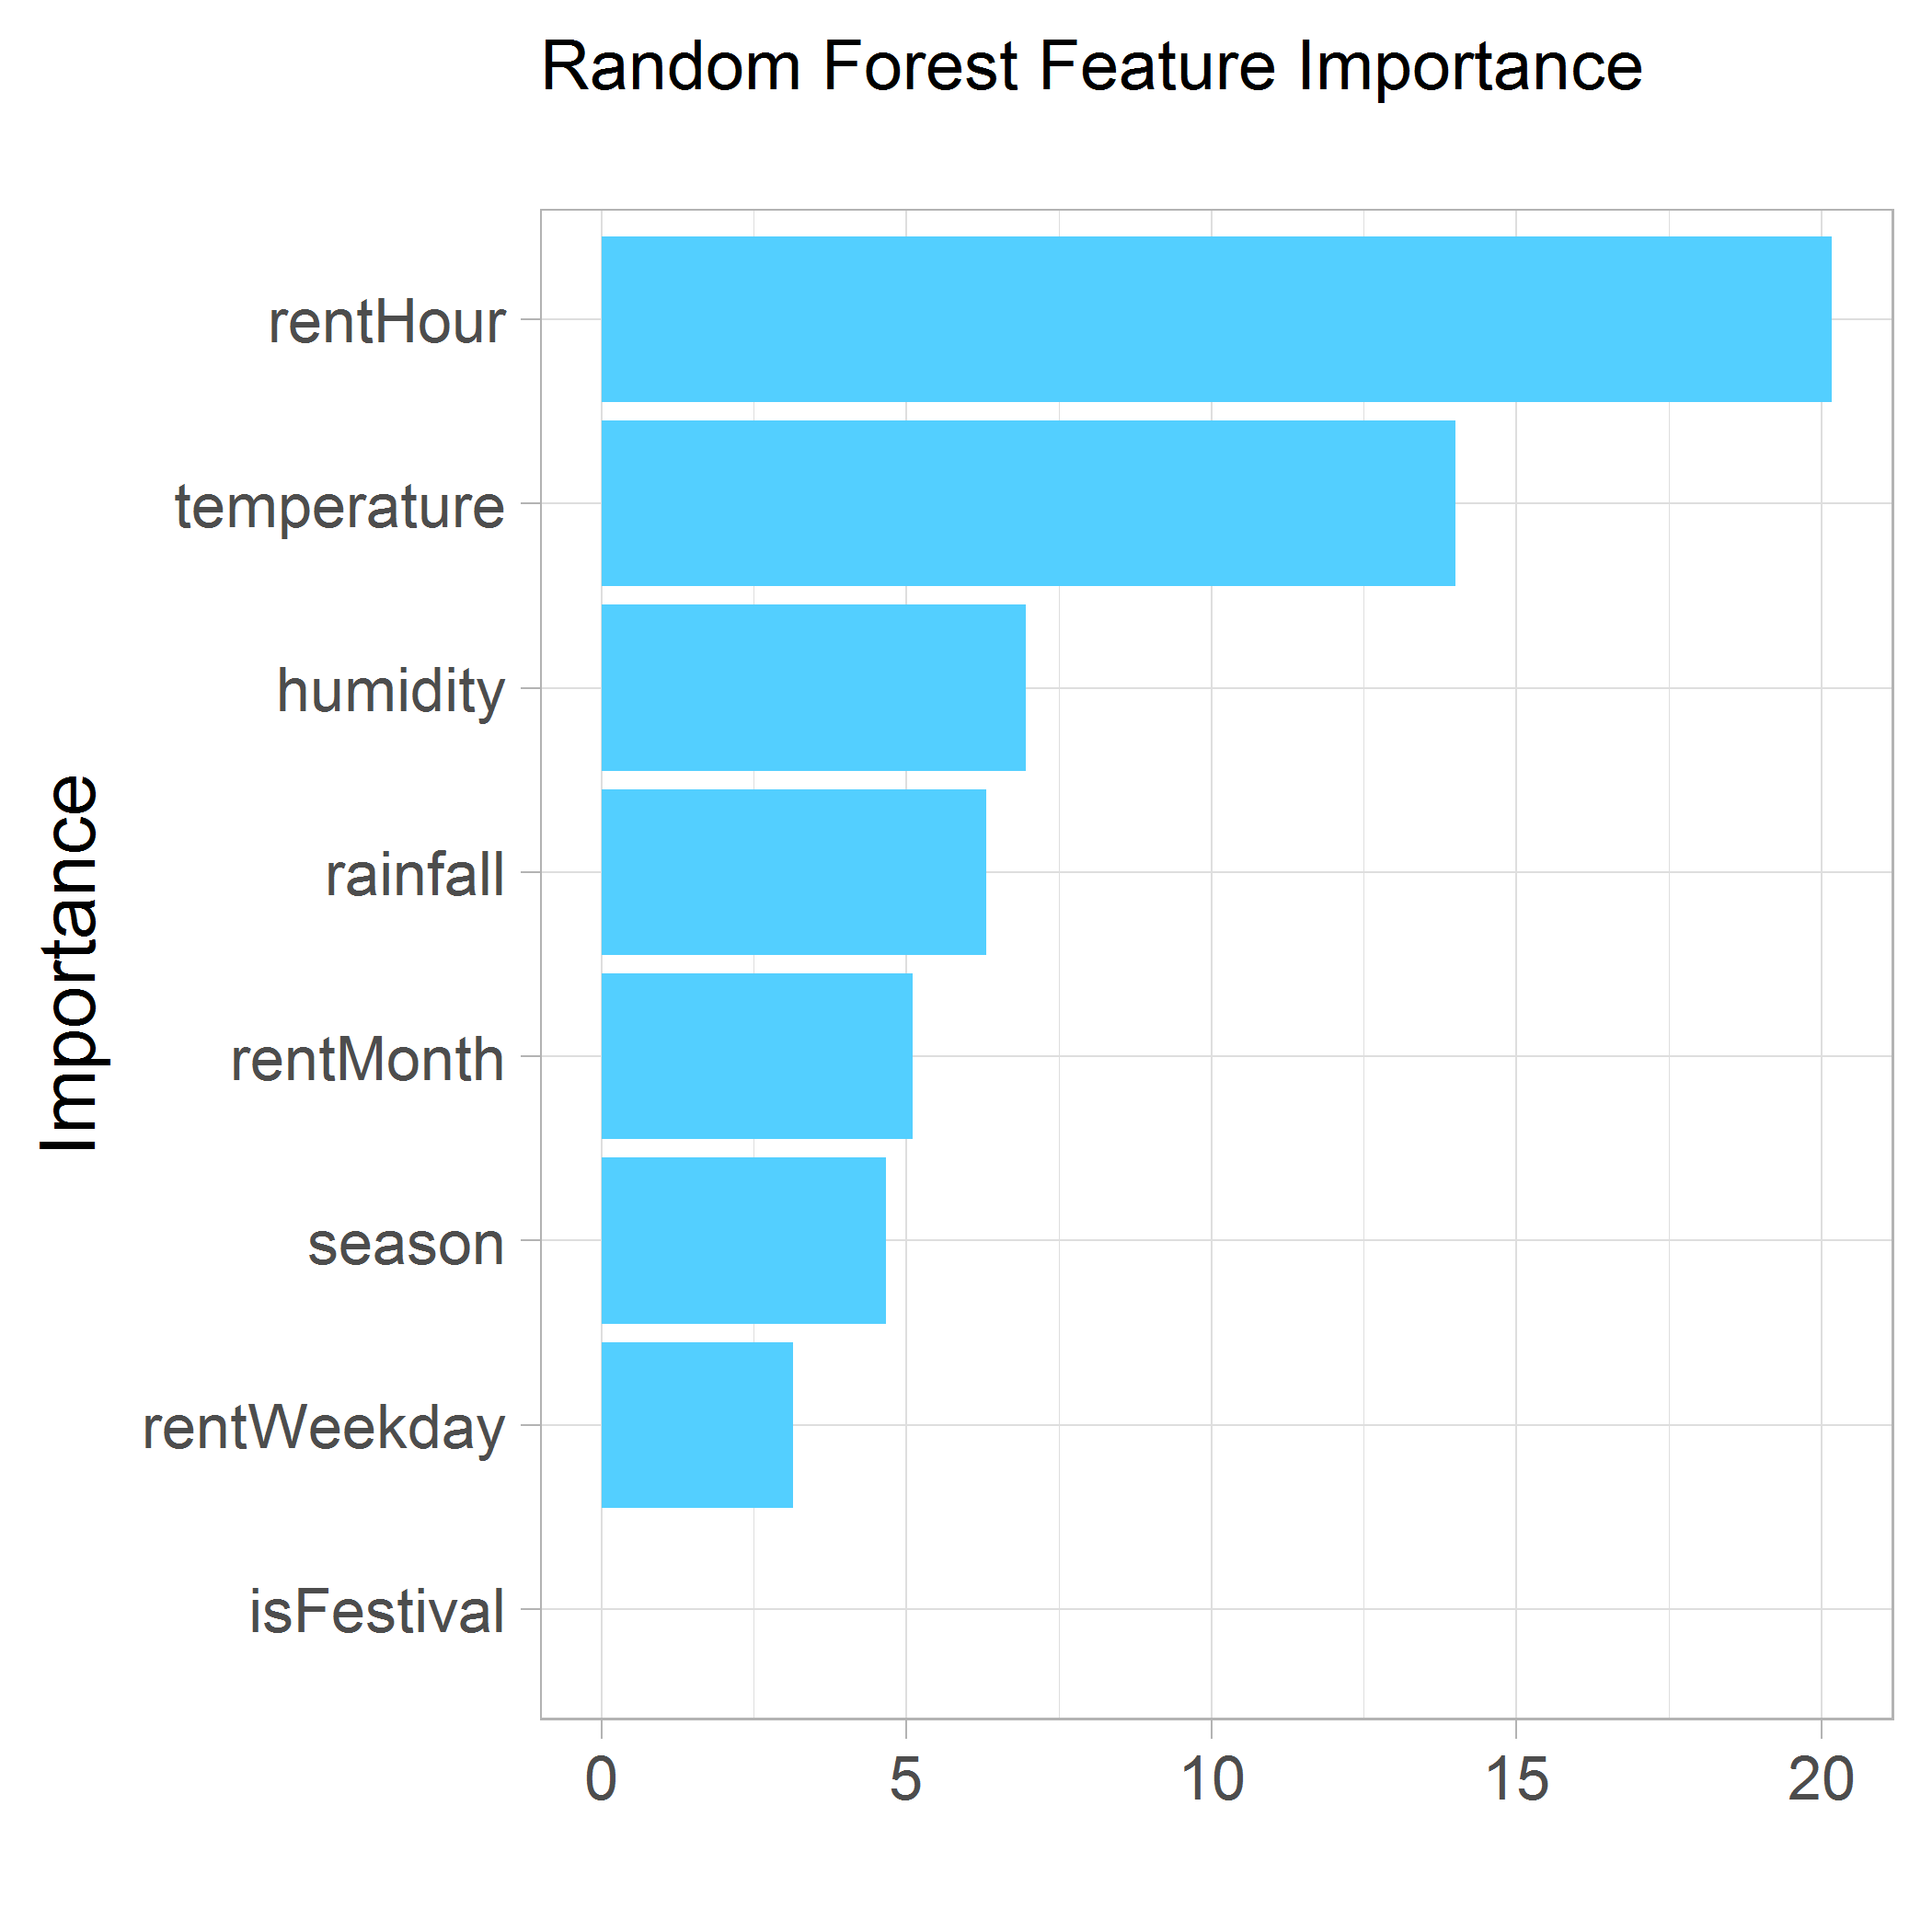 Random Forest Feature Importance
Importance
rentHour
temperature
humidity
rainfall
rentMonth
season
rentWeekday
isFestival
0 5 10 15 20